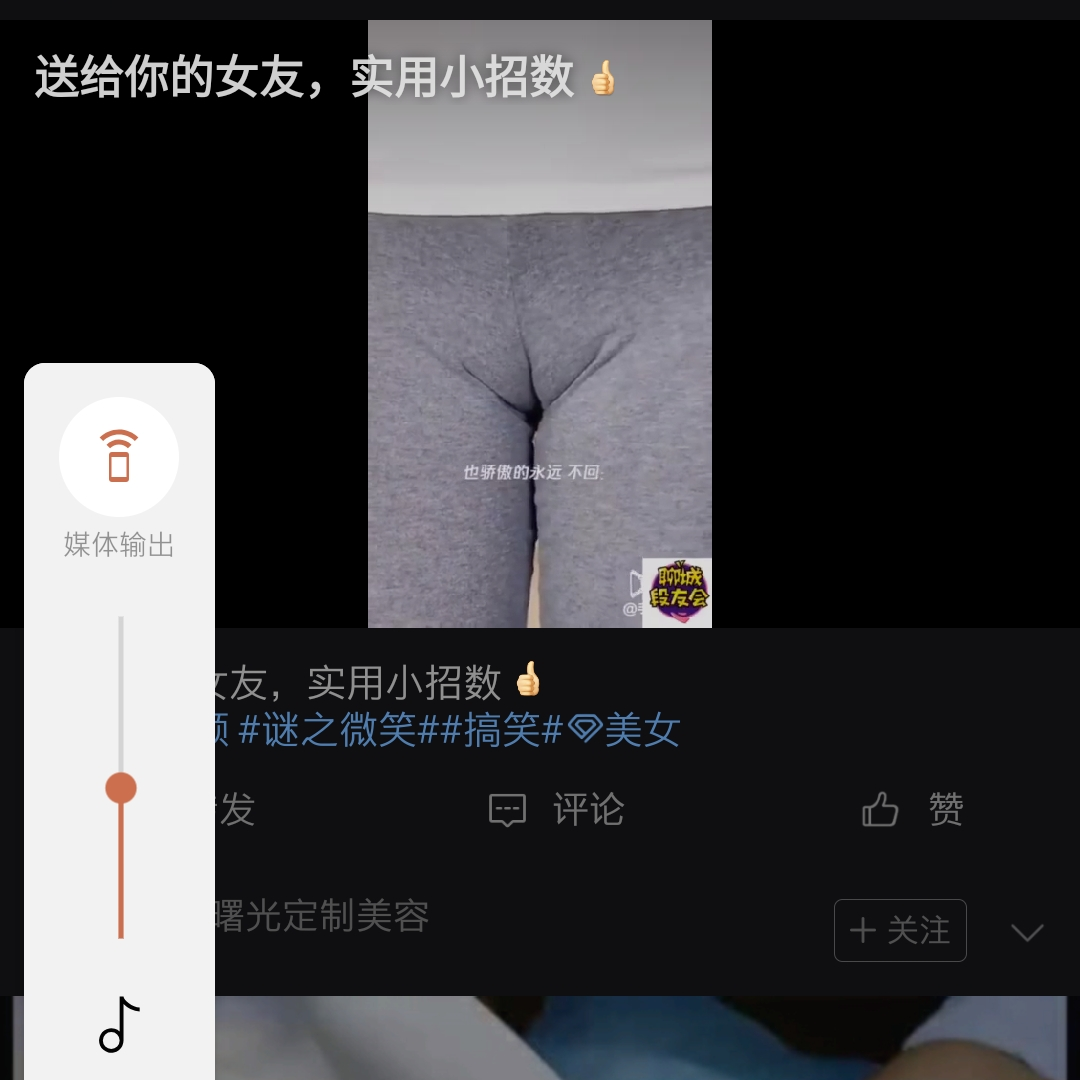 送给你的女友，实用小招数👍
也骄傲的永远 不回
聊城
段友会
媒体输出
友，实用小招数👍
#谜之微笑##搞笑#美女
发
评论
赞
曙光定制美容
+ 关注